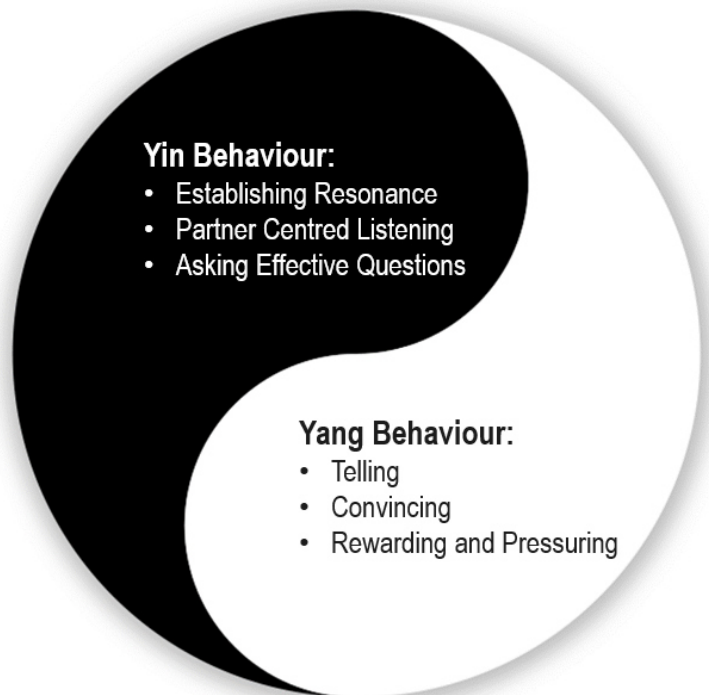 Yin Behaviour:
• Establishing Resonance
• Partner Centred Listening
• Asking Effective Questions
Yang Behaviour:
• Telling
• Convincing
• Rewarding and Pressuring